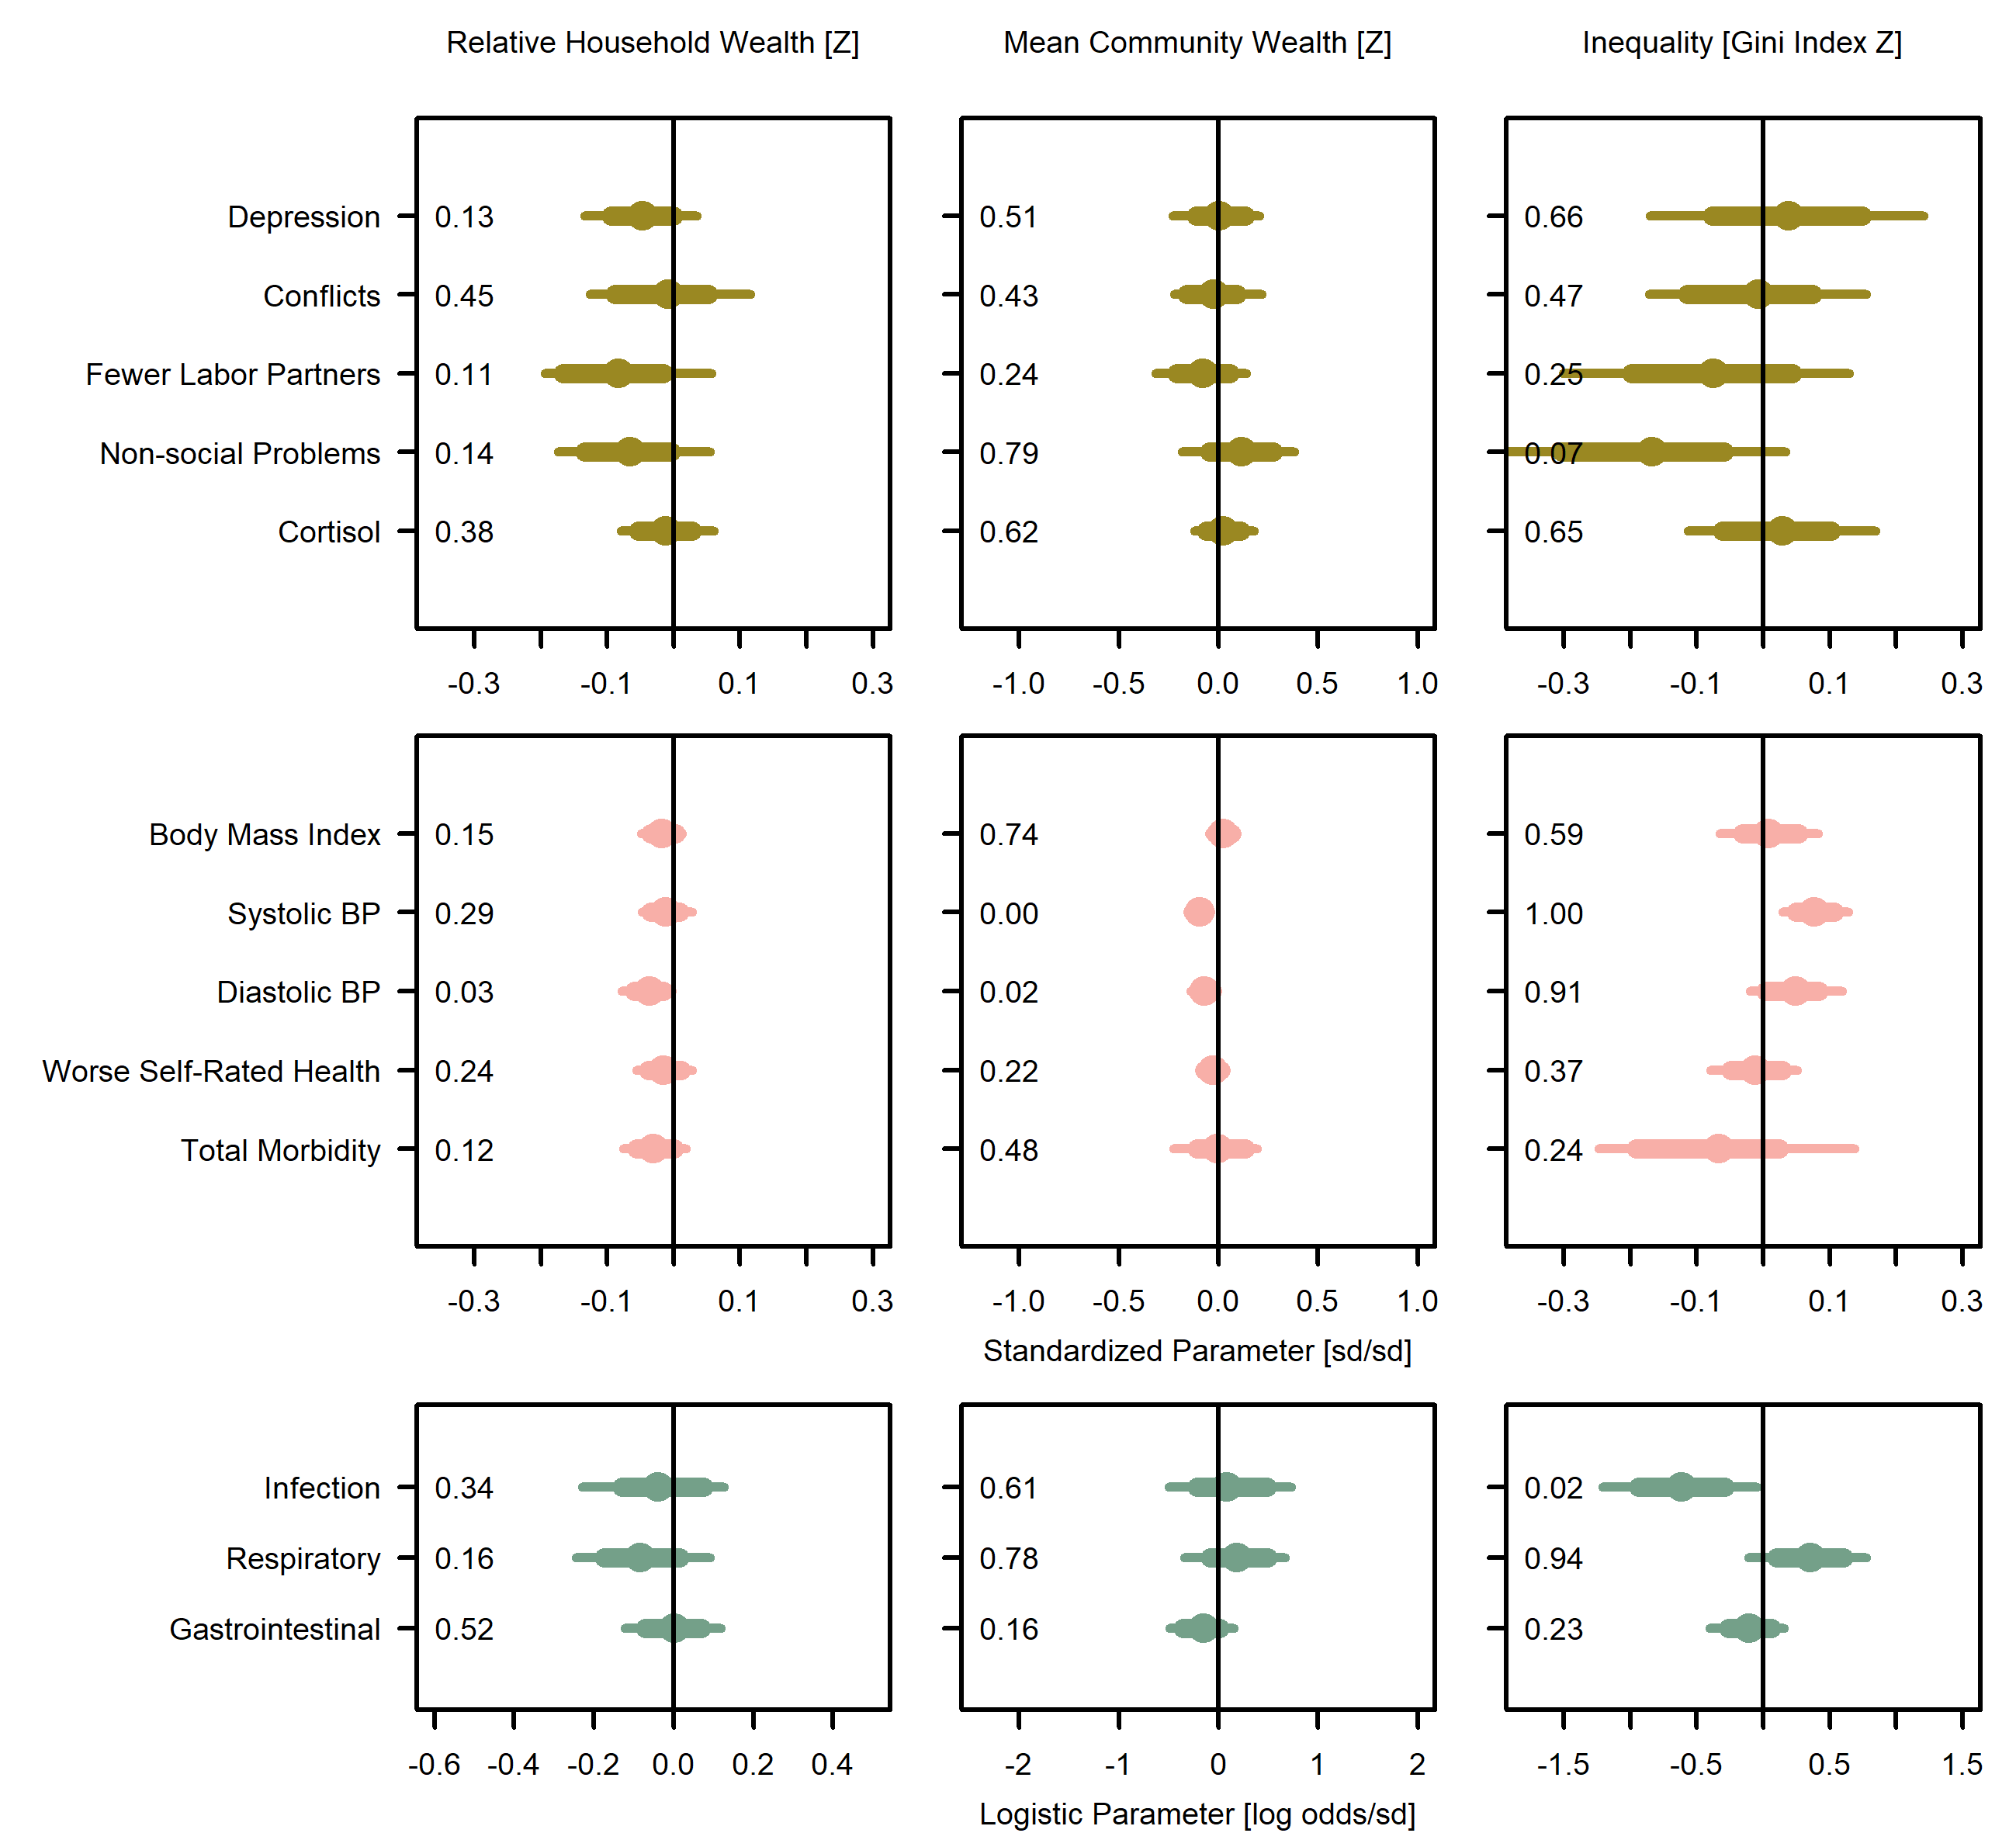 Relative Household Wealth [Z] Mean Community Wealth [Z] Inequality [Gini Index Z]
Depression 0.13 0.51 0.66
Conflicts 0.45 0.43 0.47
Fewer Labor Partners 0.11 0.24 0.25
Non-social Problems 0.14 0.79 0.07
Cortisol 0.38 0.62 0.65
-0.3 -0.1 0.1 0.3 -1.0 -0.5 0.0 0.5 1.0 -0.3 -0.1 0.1 0.3
Body Mass Index 0.15 0.74 0.59
Systolic BP 0.29 0.00 1.00
Diastolic BP 0.03 0.02 0.91
Worse Self-Rated Health 0.24 0.22 0.37
Total Morbidity 0.12 0.48 0.24
-0.3 -0.1 0.1 0.3 -1.0 -0.5 0.0 0.5 1.0 -0.3 -0.1 0.1 0.3
Standardized Parameter [sd/sd]
Infection 0.34 0.61 0.02
Respiratory 0.16 0.78 0.94
Gastrointestinal 0.52 0.16 0.23
-0.6 -0.4 -0.2 0.0 0.2 0.4 -2 -1 0 1 2 -1.5 -0.5 0.5 1.5
Logistic Parameter [log odds/sd]